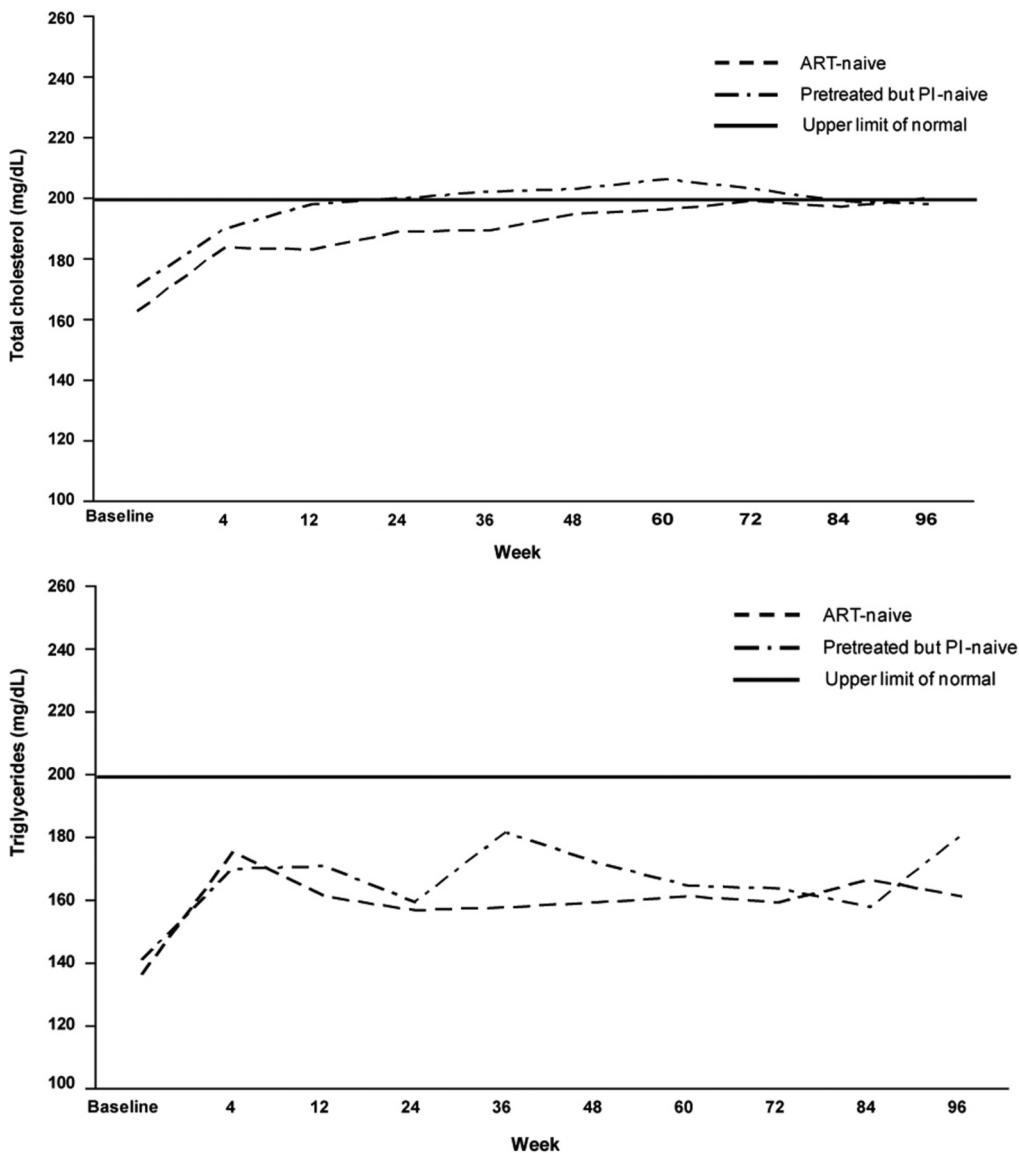 260
240
220
200
180
160
140
120
100
Total cholesterol (mg/dL)
ART-naive
Pretreated but PI-naive
Upper limit of normal
Baseline 4 12 24 36 48 60 72 84 96
Week
260
240
220
200
180
160
140
120
100
Triglycerides (mg/dL)
ART-naive
Pretreated but PI-naive
Upper limit of normal
Baseline 4 12 24 36 48 60 72 84 96
Week